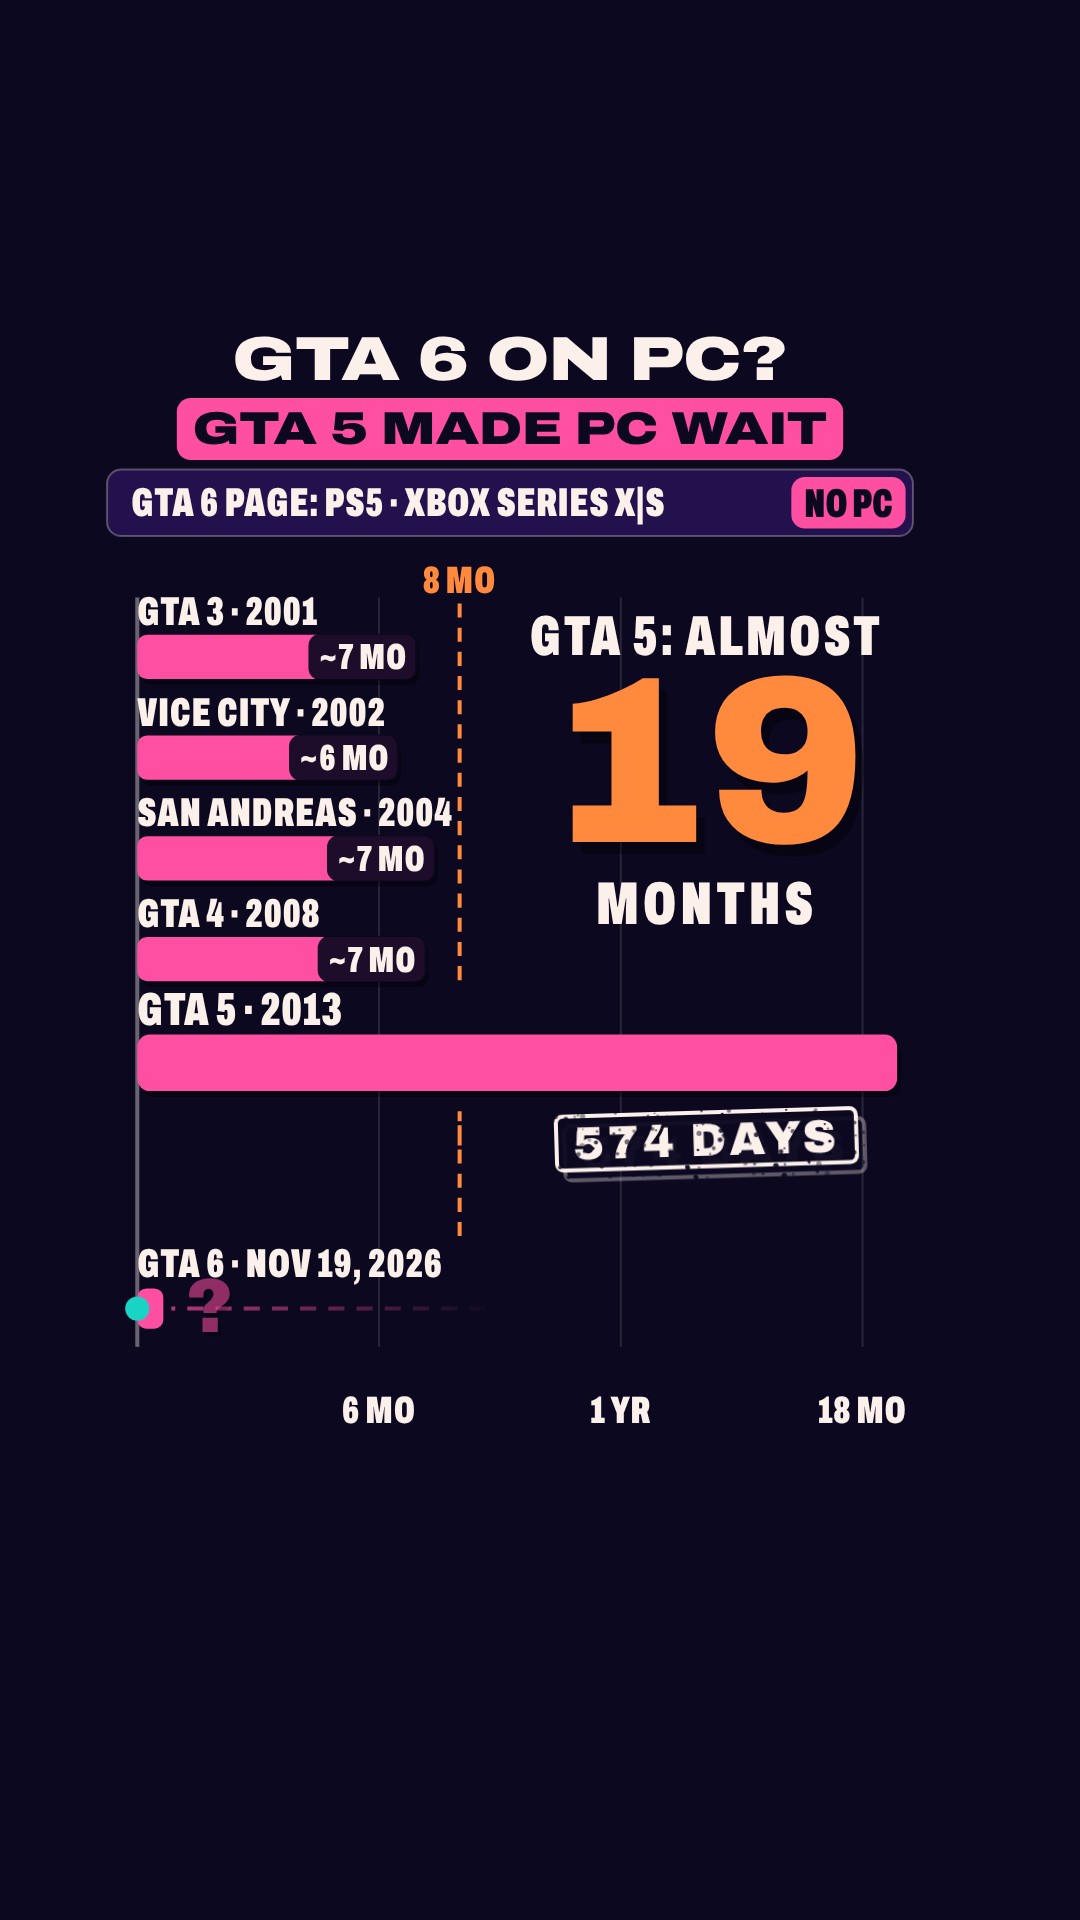 GTA 6 ON PC?
GTA 5 MADE PC WAIT
GTA 6 PAGE: PS5 · XBOX SERIES X|S
NO PC
8 MO
GTA 3 · 2001
~7 MO
VICE CITY · 2002
~6 MO
SAN ANDREAS · 2004
~7 MO
GTA 4 · 2008
~7 MO
GTA 5: ALMOST
19
MONTHS
GTA 5 · 2013
574 DAYS
GTA 6 · NOV 19, 2026
?
6 MO
1 YR
18 MO